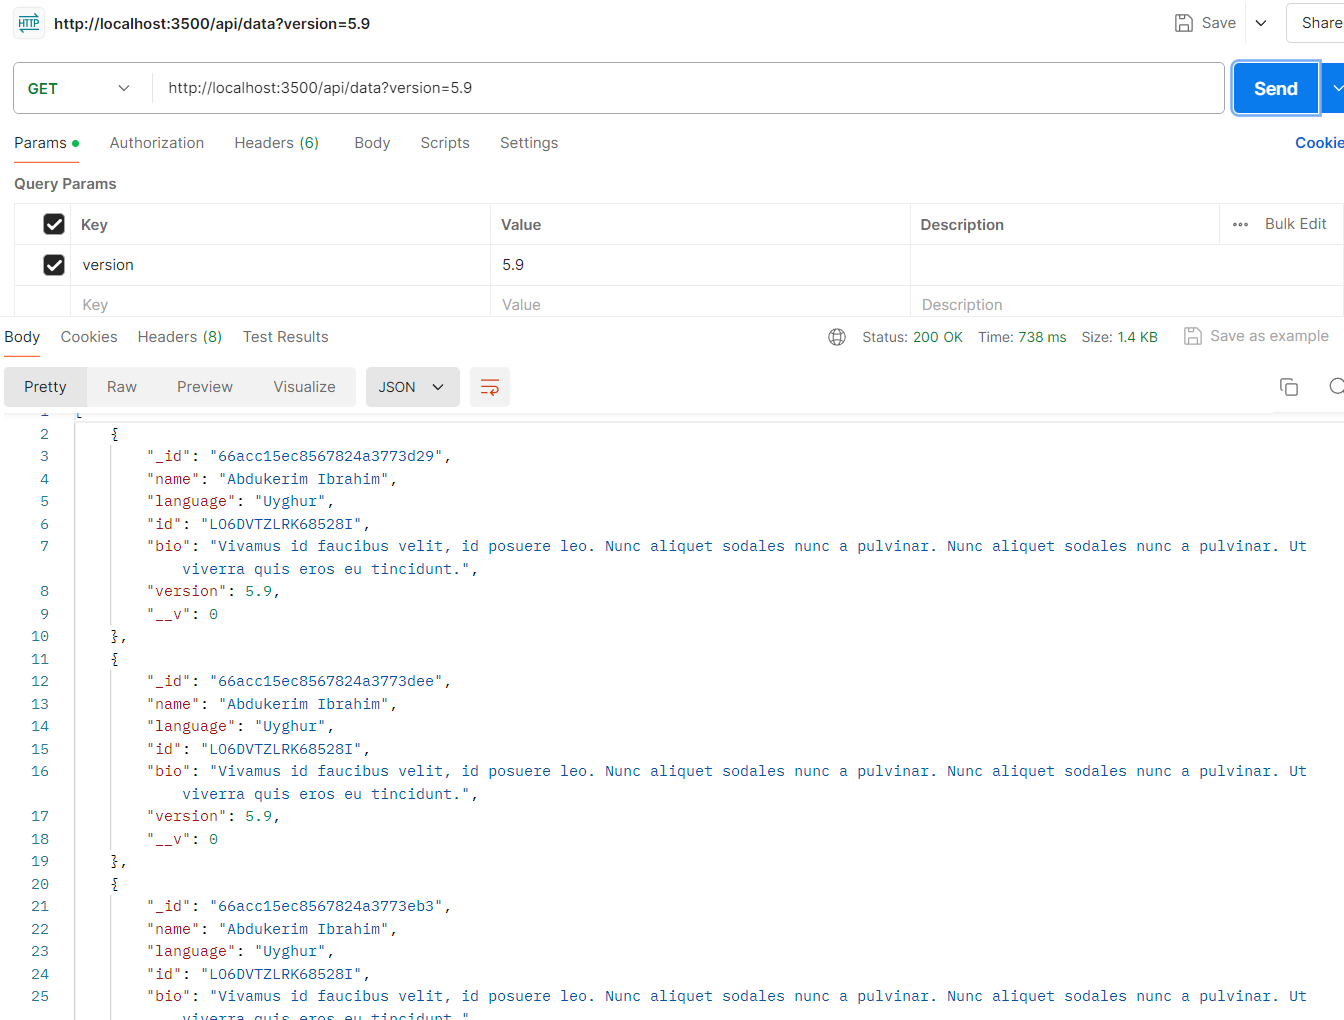 HTTP http://localhost:3500/api/data?version=5.9 Save Share
GET http://localhost:3500/api/data?version=5.9 Send
Params Authorization Headers (6) Body Scripts Settings Cookie
Query Params
Key Value Description ••• Bulk Edit
version 5.9
Key Value Description
Body Cookies Headers (8) Test Results Status: 200 OK Time: 738 ms Size: 1.4 KB Save as example
Pretty Raw Preview Visualize JSON
1 [
2 {
3 "_id": "66acc15ec8567824a3773d29",
4 "name": "Abdukerim Ibrahim",
5 "language": "Uyghur",
6 "id": "LO6DVTZLRK68528I",
7 "bio": "Vivamus id faucibus velit, id posuere leo. Nunc aliquet sodales nunc a pulvinar. Nunc aliquet sodales nunc a pulvinar. Ut
viverra quis eros eu tincidunt.",
8 "version": 5.9,
9 "__v": 0
10 },
11 {
12 "_id": "66acc15ec8567824a3773dee",
13 "name": "Abdukerim Ibrahim",
14 "language": "Uyghur",
15 "id": "LO6DVTZLRK68528I",
16 "bio": "Vivamus id faucibus velit, id posuere leo. Nunc aliquet sodales nunc a pulvinar. Nunc aliquet sodales nunc a pulvinar. Ut
viverra quis eros eu tincidunt.",
17 "version": 5.9,
18 "__v": 0
19 },
20 {
21 "_id": "66acc15ec8567824a3773eb3",
22 "name": "Abdukerim Ibrahim",
23 "language": "Uyghur",
24 "id": "LO6DVTZLRK68528I",
25 "bio": "Vivamus id faucibus velit, id posuere leo. Nunc aliquet sodales nunc a pulvinar. Nunc aliquet sodales nunc a pulvinar. Ut
viverra quis eros eu tincidunt."